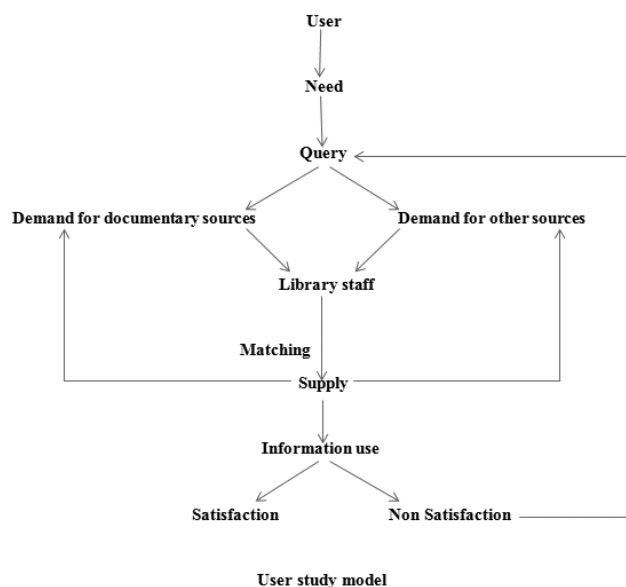 User
Need
Query
Demand for documentary sources
Demand for other sources
Library staff
Matching
Supply
Information use
Satisfaction
Non Satisfaction
User study model